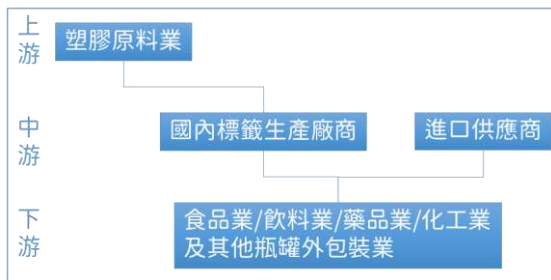 上游
塑膠原料業
中游
國內標籤生產廠商
進口供應商
下游
食品業/飲料業/藥品業/化工業
及其他瓶罐外包裝業